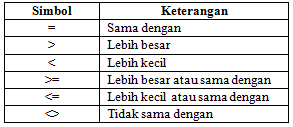 Simbol Keterangan
= Sama dengan
> Lebih besar
< Lebih kecil
>= Lebih besar atau sama dengan
<= Lebih kecil atau sama dengan
<> Tidak sama dengan